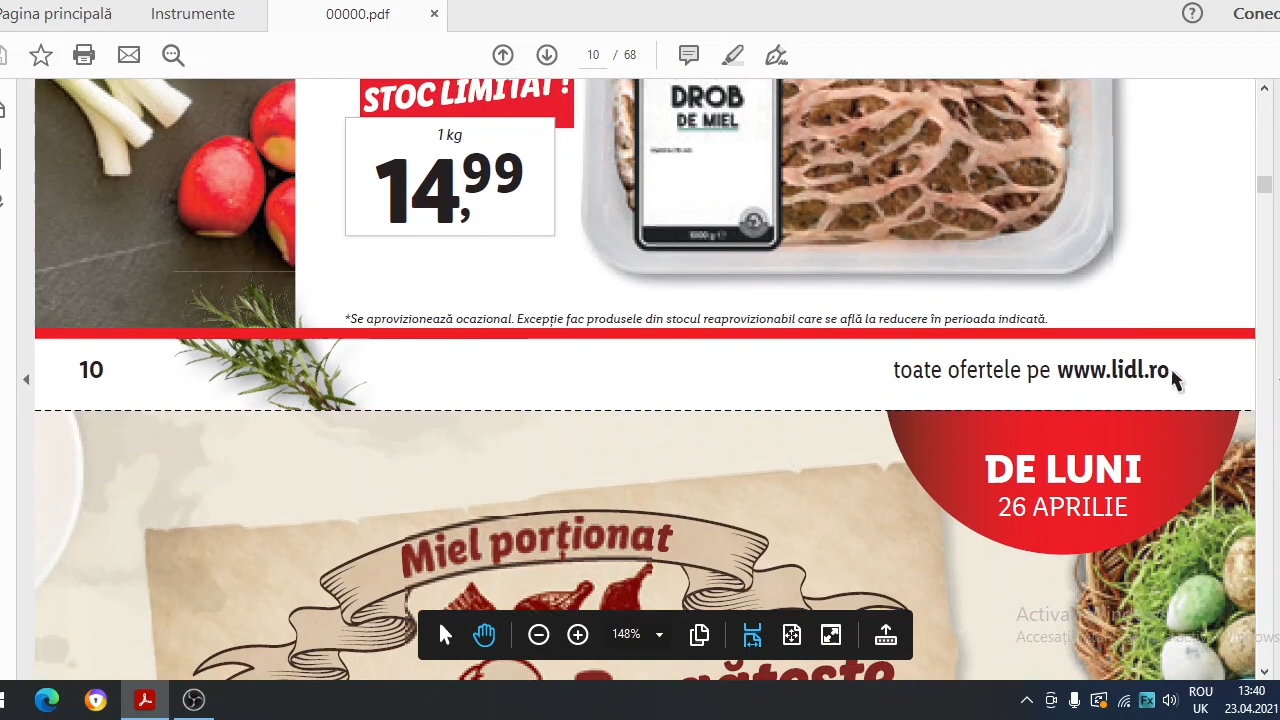 Pagina principală
Instrumente
00000.pdf
×
?
10 / 68
STOC LIMITAT !
1 kg
14,99
DROB
DE MIEL
1000 g
*Se aprovizionează ocazional. Excepție fac produsele din stocul reaprovizionabil care se află la reducere în perioada indicată.
10
toate ofertele pe www.lidl.ro
DE LUNI
26 APRILIE
Miel porționat
148%
ROU
UK
13:40
23.04.2021
Fx